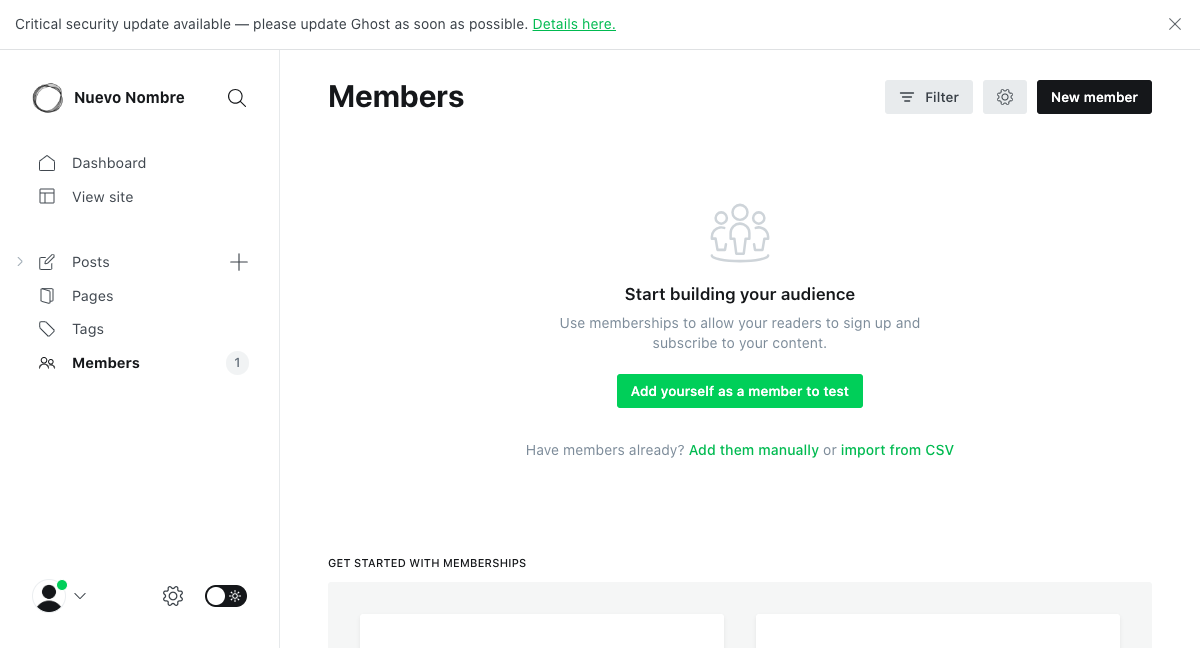 Critical security update available — please update Ghost as soon as possible. Details here.
Nuevo Nombre
Dashboard
View site
Posts
Pages
Tags
Members
1
Members
Filter
New member
Start building your audience
Use memberships to allow your readers to sign up and
subscribe to your content.
Add yourself as a member to test
Have members already? Add them manually or import from CSV
GET STARTED WITH MEMBERSHIPS